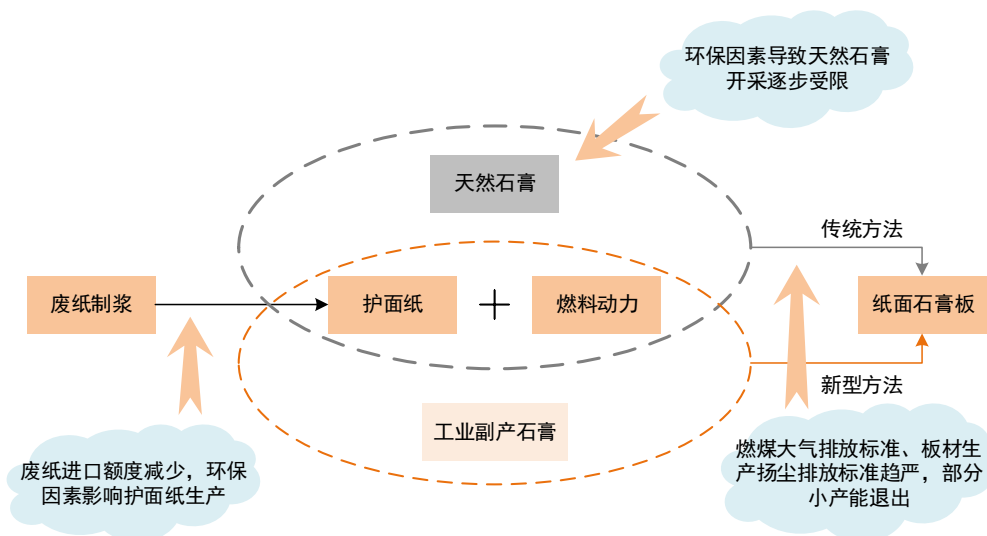 环保因素导致天然石膏
开采逐步受限
天然石膏
传统方法
废纸制浆
护面纸
+
燃料动力
纸面石膏板
新型方法
工业副产石膏
废纸进口额度减少，环保
因素影响护面纸生产
燃煤大气排放标准、板材生
产扬尘排放标准趋严，部分
小产能退出